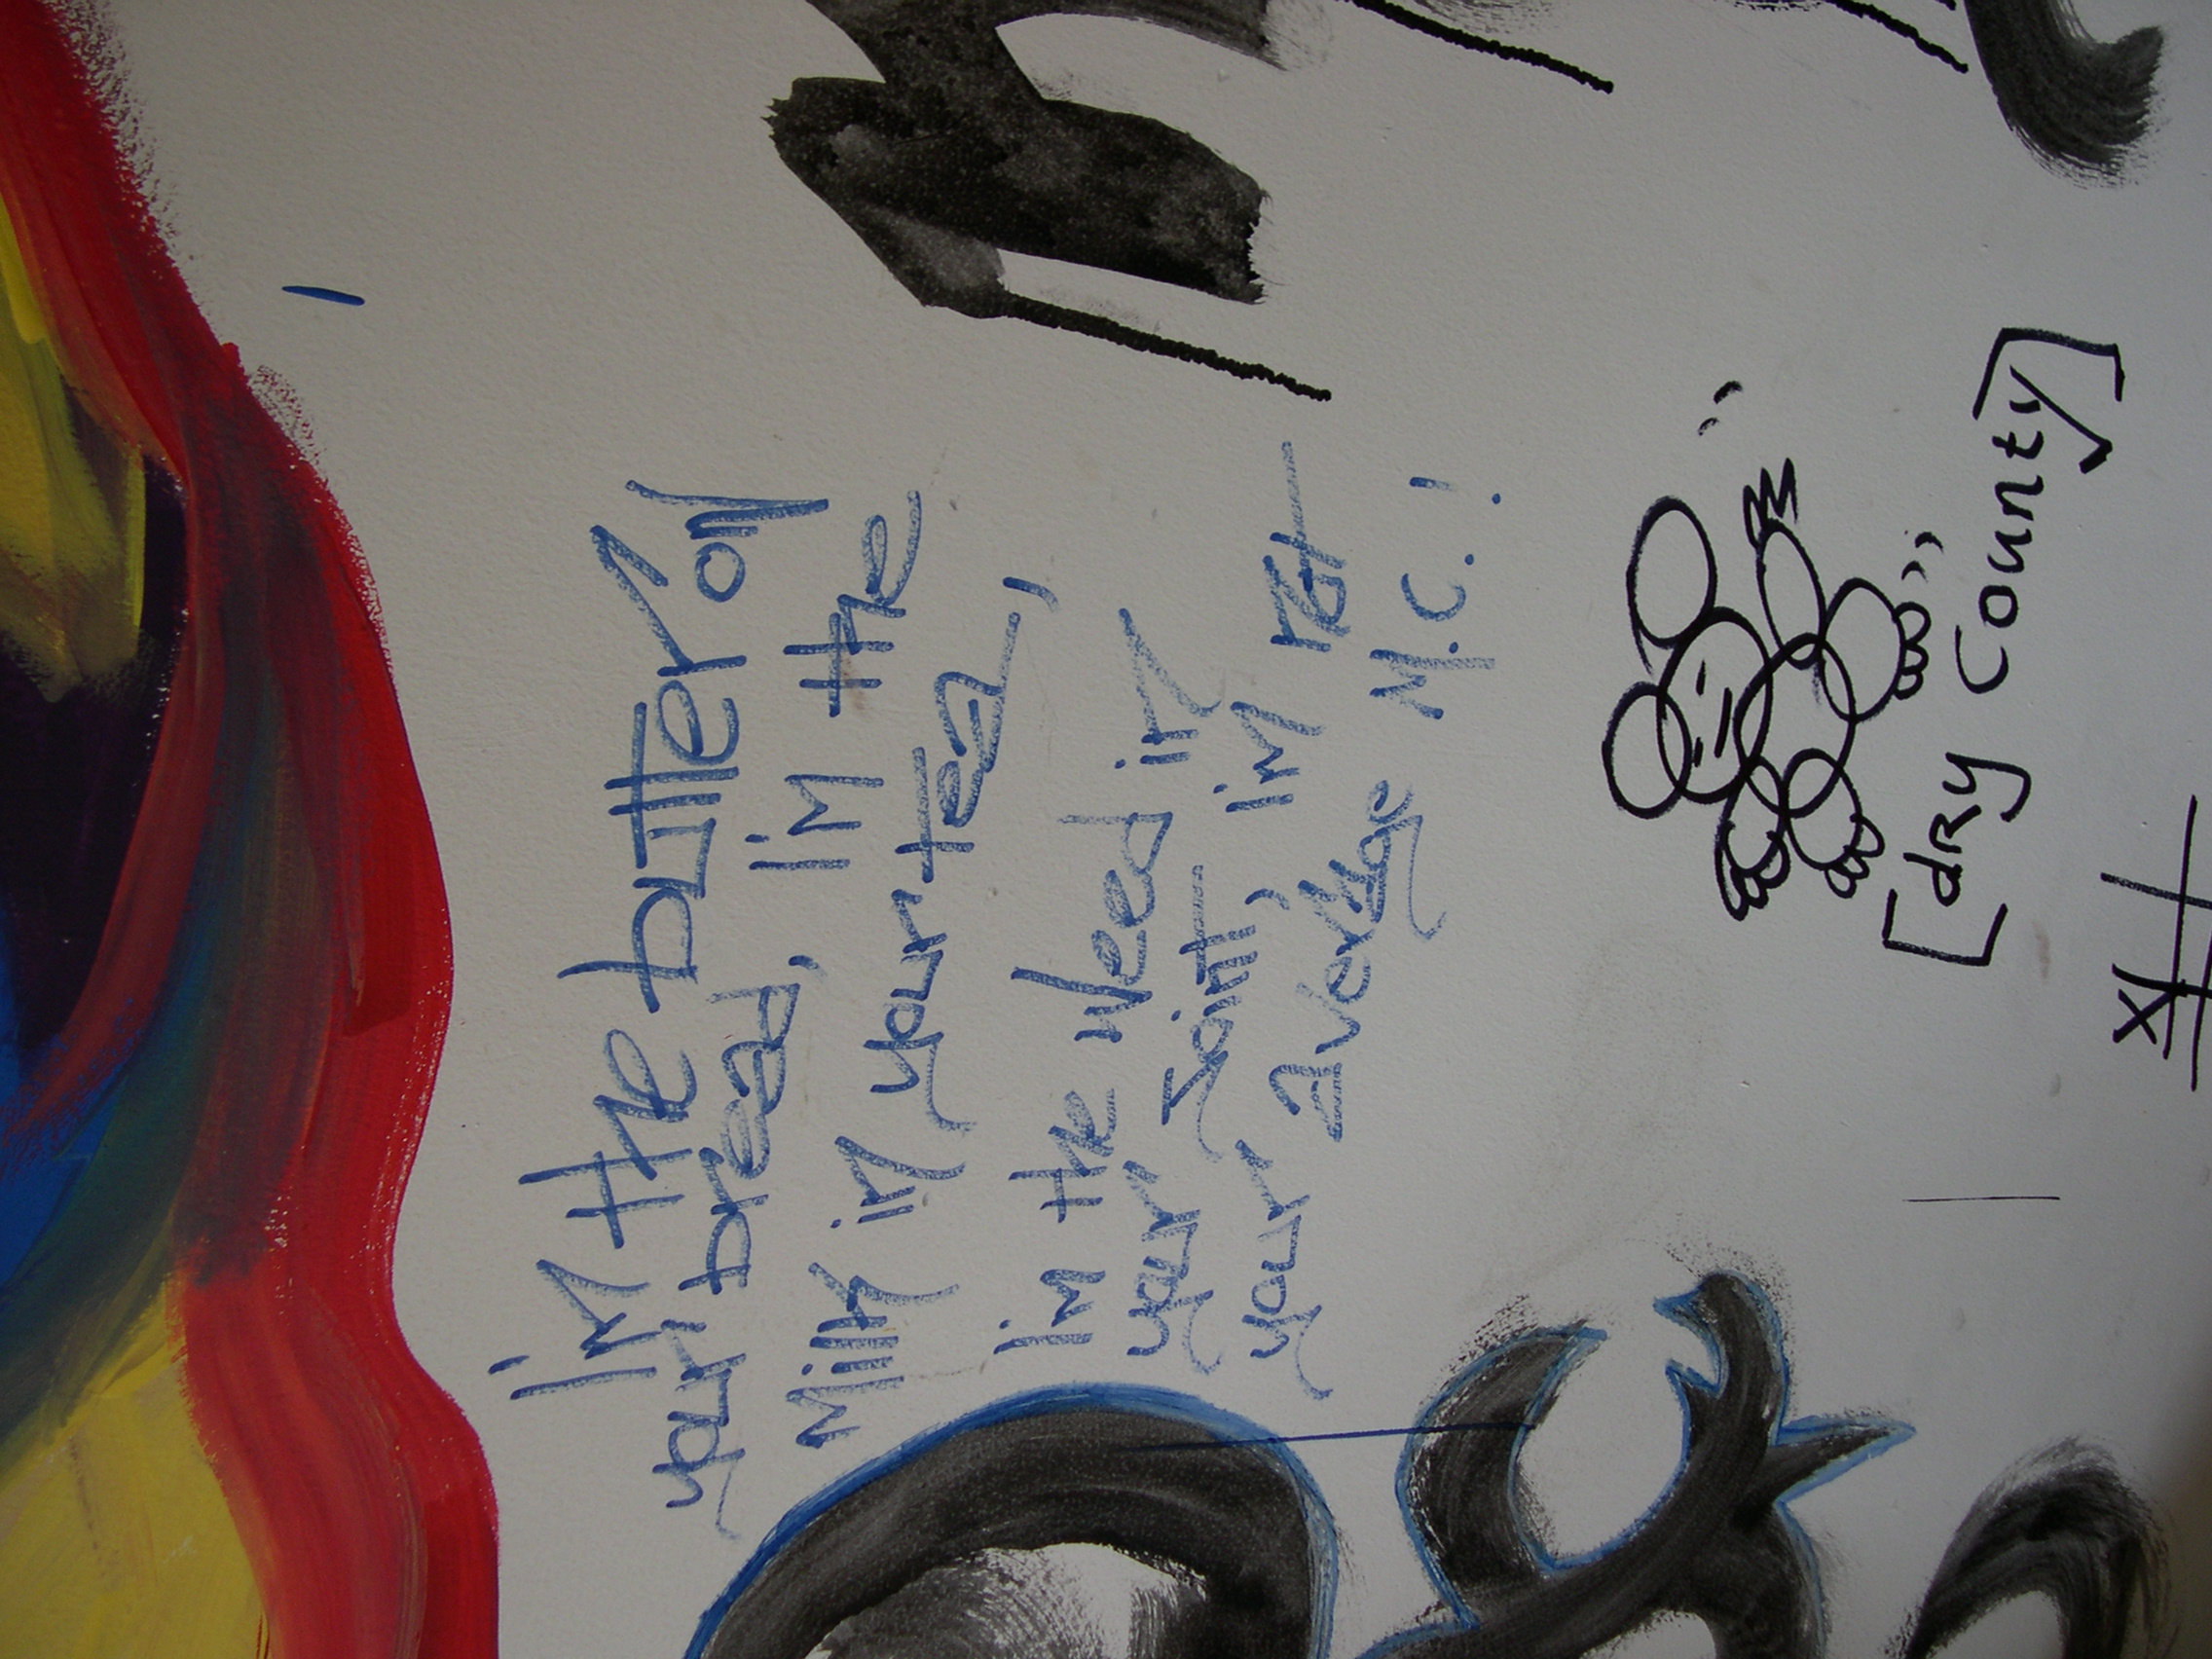 I'm the butter on
your bread, I'm the
Milk in your tea,
I'm the Weed in
your Joint, I'm not
your average M.C.!
[dRy County]